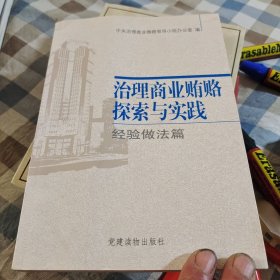 中央治理商业贿赂领导小组办公室 编
治理商业贿赂
探索与实践
经验做法篇
党建读物出版社
Erasable